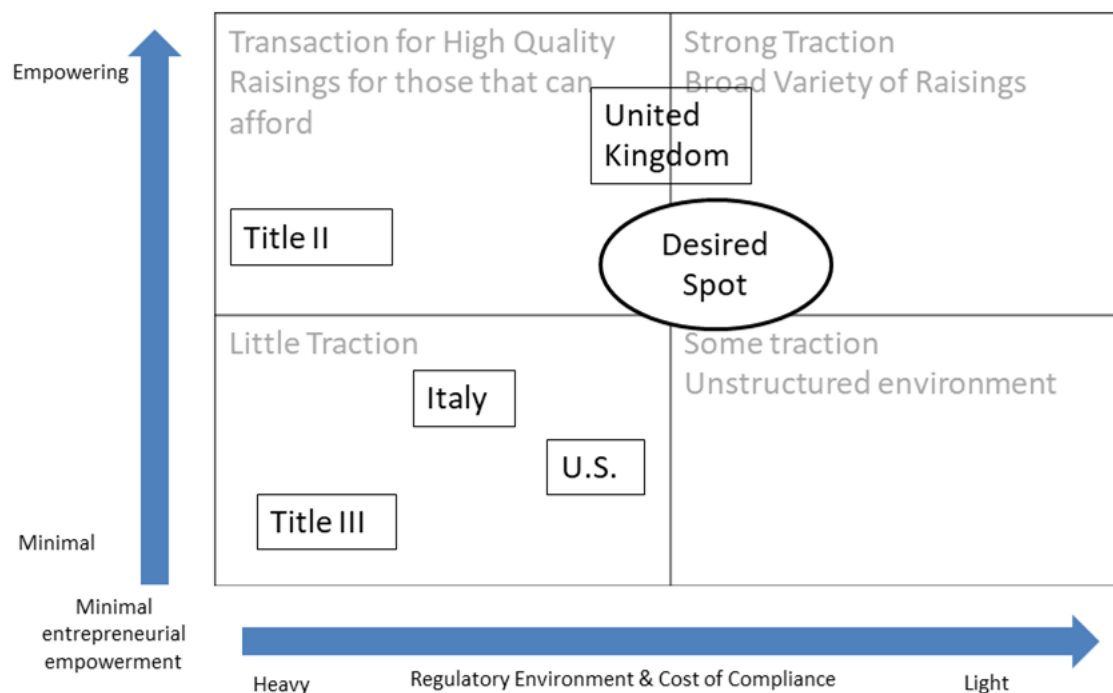 Empowering
Transaction for High Quality
Raisings for those that can
afford
Strong Traction
Broad Variety of Raisings
United
Kingdom
Title II
Desired
Spot
Little Traction
Some traction
Unstructured environment
Italy
U.S.
Title III
Minimal
Minimal
entrepreneurial
empowerment
Heavy
Regulatory Environment & Cost of Compliance
Light